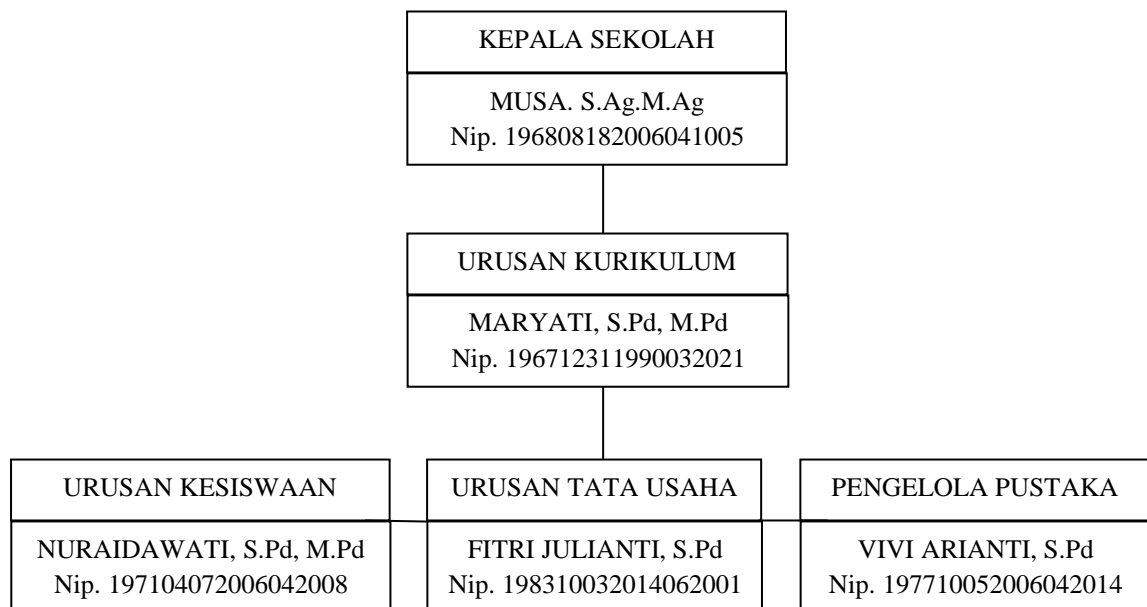 KEPALA SEKOLAH
MUSA. S.Ag.M.Ag
Nip. 196808182006041005
URUSAN KURIKULUM
MARYATI, S.Pd, M.Pd
Nip. 196712311990032021
URUSAN KESISWAAN
NURAIDAWATI, S.Pd, M.Pd
Nip. 197104072006042008
URUSAN TATA USAHA
FITRI JULIANTI, S.Pd
Nip. 198310032014062001
PENGELOLA PUSTAKA
VIVI ARIANTI, S.Pd
Nip. 197710052006042014